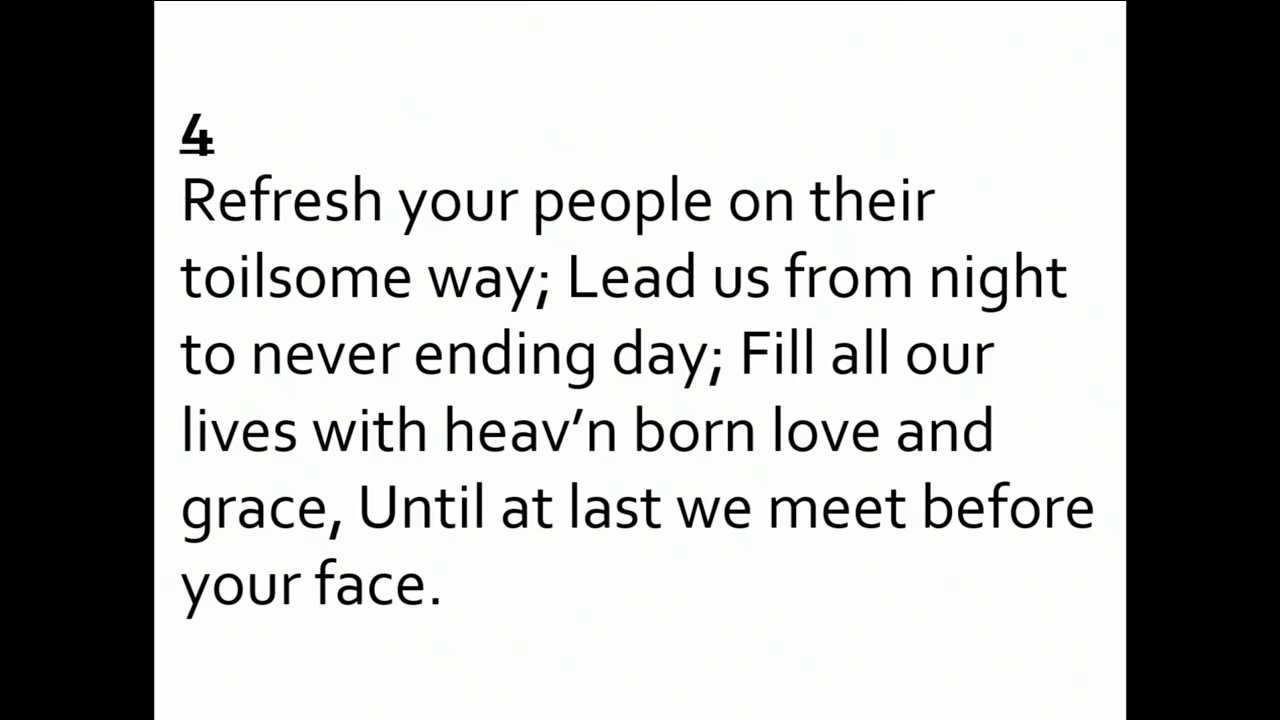 4
Refresh your people on their
toilsome way; Lead us from night
to never ending day; Fill all our
lives with heav’n born love and
grace, Until at last we meet before
your face.